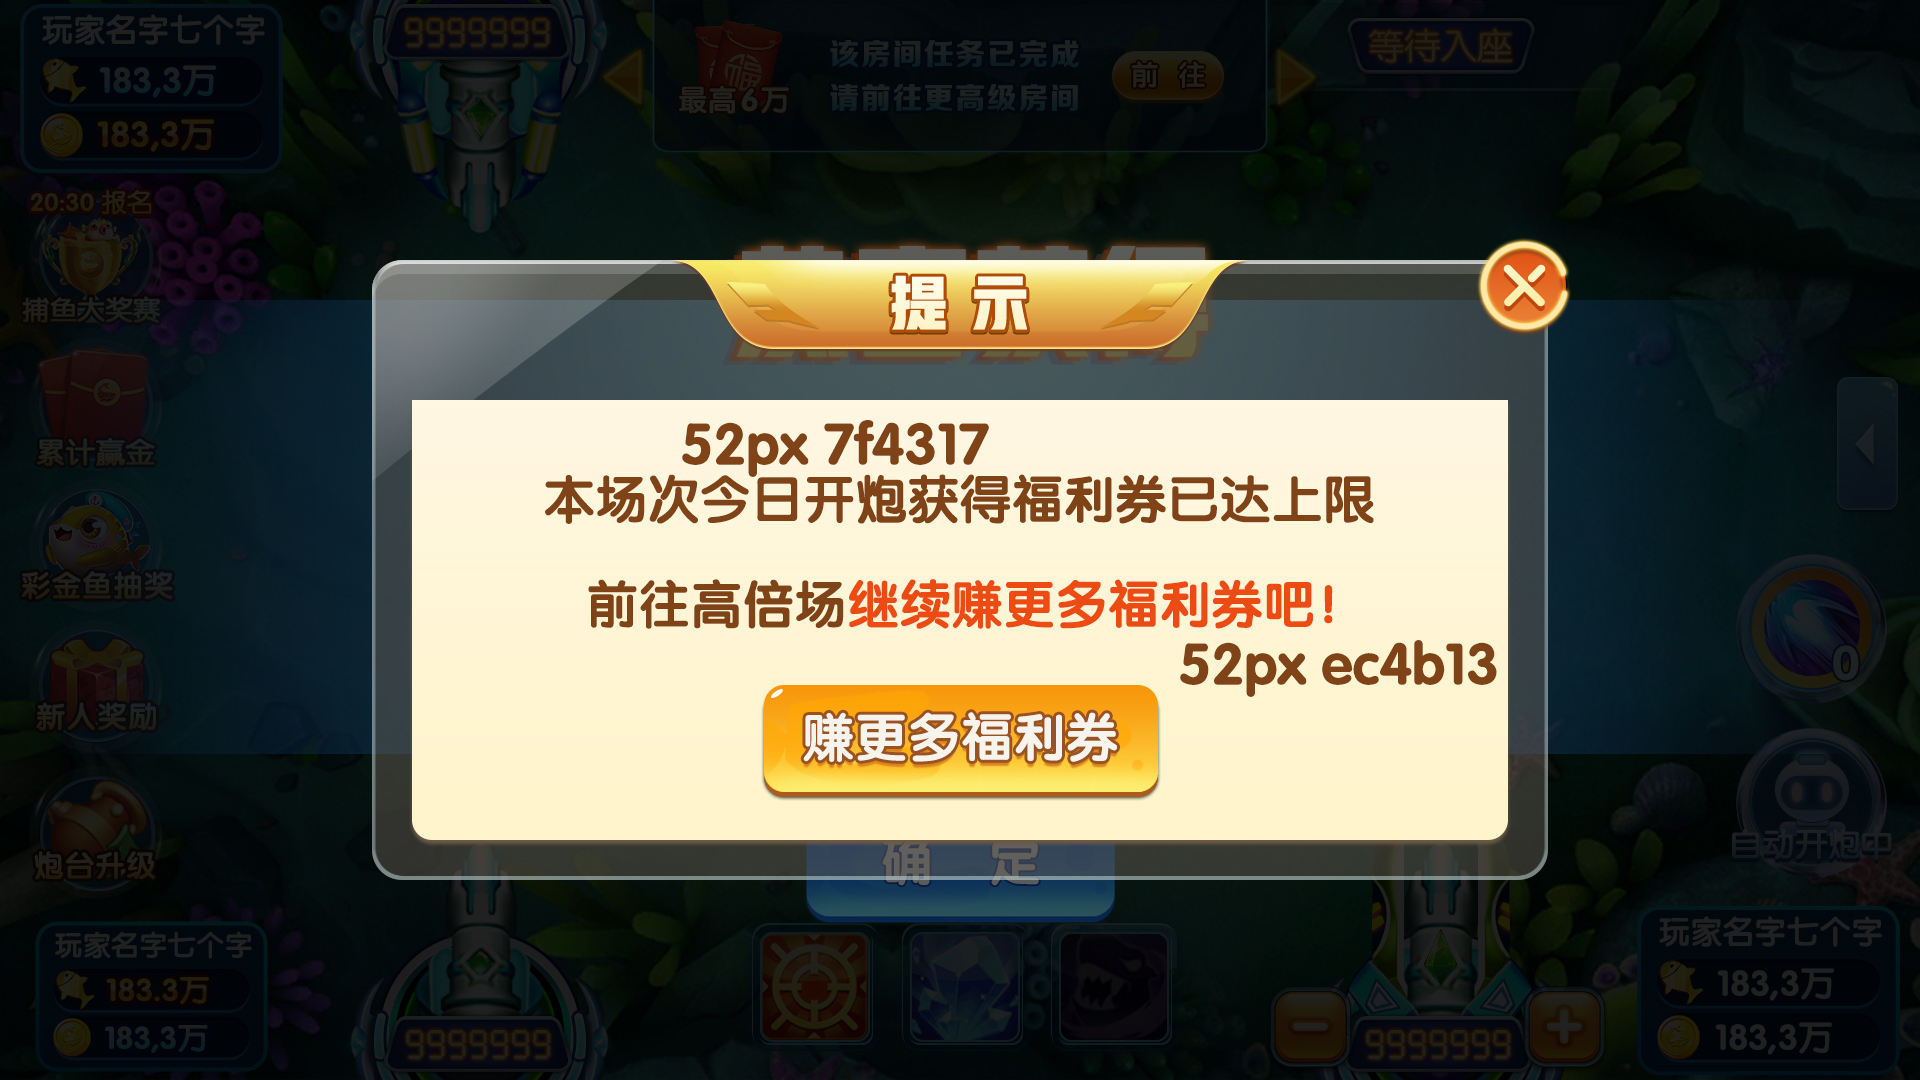 玩家名字七个字
183,3万
183,3万
9999999
最高6万
该房间任务已完成
请前往更高级房间
前 往
等待入座
20:30 报名
捕鱼大奖赛
提示
52px 7f4317
本场次今日开炮获得福利券已达上限
前往高倍场继续赚更多福利券吧!
52px ec4b13
赚更多福利券
累计赢金
彩金鱼抽奖
新人奖励
炮台升级
0
自动开炮中
确 定
玩家名字七个字
183.3万
183,3万
9999999
9999999
玩家名字七个字
183,3万
183,3万